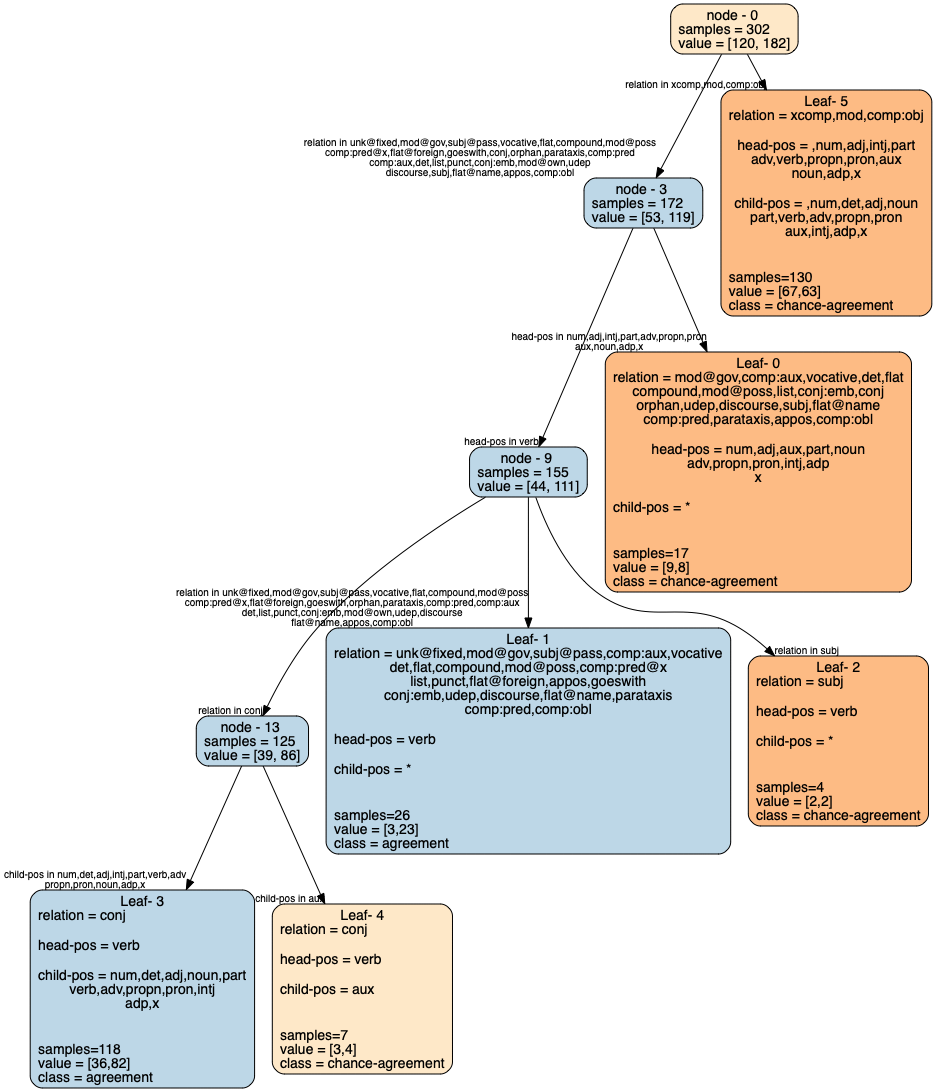 node - 0
samples = 302
value = [120, 182]
relation in xcomp,mod,comp:obj
Leaf- 5
relation = xcomp,mod,comp:obj
head-pos = ,num,adj,intj,part
adv,verb,propn,pron,aux
noun,adp,x
child-pos = ,num,det,adj,noun
part,verb,adv,propn,pron
aux,intj,adp,x
samples=130
value = [67,63]
class = chance-agreement
relation in unk@fixed,mod@gov,subj@pass,vocative,flat,compound,mod@poss
comp:pred@x,flat@foreign,goeswith,conj,orphan,parataxis,comp:pred
comp:aux,det,list,punct,conj:emb,mod@own,udep
discourse,subj,flat@name,appos,comp:obl
node - 3
samples = 172
value = [53, 119]
head-pos in num,adj,intj,part,adv,propn,pron
aux,noun,adp,x
Leaf- 0
relation = mod@gov,comp:aux,vocative,det,flat
compound,mod@poss,list,conj:emb,conj
orphan,udep,discourse,subj,flat@name
comp:pred,parataxis,appos,comp:obl
head-pos = num,adj,aux,part,noun
adv,propn,pron,intj,adp
x
child-pos = *
samples=17
value = [9,8]
class = chance-agreement
head-pos in verb
node - 9
samples = 155
value = [44, 111]
relation in unk@fixed,mod@gov,subj@pass,vocative,flat,compound,mod@poss
comp:pred@x,flat@foreign,goeswith,orphan,parataxis,comp:pred,comp:aux
det,list,punct,conj:emb,mod@own,udep,discourse
flat@name,appos,comp:obl
Leaf- 1
relation = unk@fixed,mod@gov,subj@pass,comp:aux,vocative
det,flat,compound,mod@poss,comp:pred@x
list,punct,flat@foreign,appos,goeswith
conj:emb,udep,discourse,flat@name,parataxis
comp:pred,comp:obl
head-pos = verb
child-pos = *
samples=26
value = [3,23]
class = agreement
relation in subj
Leaf- 2
relation = subj
head-pos = verb
child-pos = *
samples=4
value = [2,2]
class = chance-agreement
relation in conj
node - 13
samples = 125
value = [39, 86]
child-pos in num,det,adj,intj,part,verb,adv
propn,pron,noun,adp,x
Leaf- 3
relation = conj
head-pos = verb
child-pos = num,det,adj,noun,part
verb,adv,propn,pron,intj
adp,x
samples=118
value = [36,82]
class = agreement
child-pos in aux
Leaf- 4
relation = conj
head-pos = verb
child-pos = aux
samples=7
value = [3,4]
class = chance-agreement